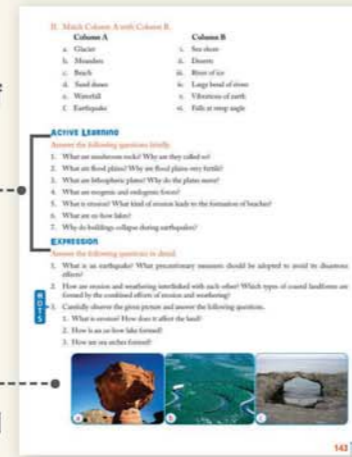 II. Match Column A with Column B.
Column A Column B
a. Glacier i. Sea shore
b. Meanders ii. Deserts
c. Beach iii. River of ice
d. Sand dunes iv. Large bend of rivers
e. Waterfall v. Vibrations of earth
f. Earthquake vi. Falls at steep angle
ACTIVE LEARNING
Answer the following questions briefly.
1. What are mushroom rocks? Why are they called so?
2. What are flood plains? Why are flood plains very fertile?
3. What are lithospheric plates? Why do the plates move?
4. What are exogenic and endogenic forces?
5. What is erosion? What kind of erosion leads to the formation of beaches?
6. What are ox-bow lakes?
7. Why do buildings collapse during earthquakes?
EXPRESSION
Answer the following questions in detail.
1. What is an earthquake? What precautionary measures should be adopted to avoid its disastrous
effects?
2. How are erosion and weathering interlinked with each other? Which types of coastal landforms are
formed by the combined effects of erosion and weathering?
HOTS
3. Carefully observe the given picture and answer the following questions.
1. What is erosion? How does it affect the land?
2. How is an ox-bow lake formed?
3. How are sea arches formed?
a b c
143